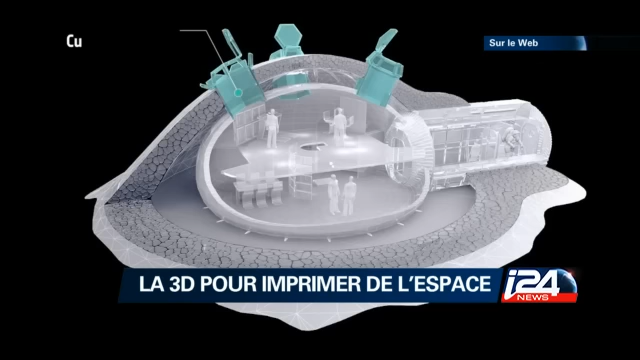 Cu
Sur le Web
LA 3D POUR IMPRIMER DE L'ESPACE
i24
NEWS